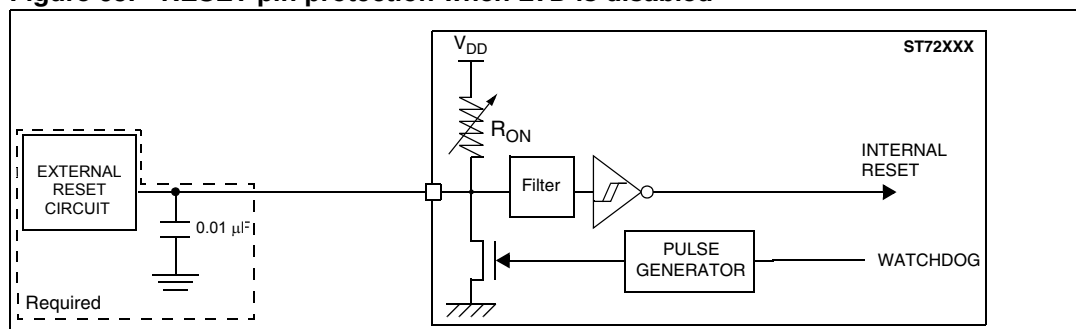 Figure RESET pin protection when LVD is disabled
VDD
ST72XXX
RON
EXTERNAL
RESET
CIRCUIT
0.01 μF
Required
Filter
INTERNAL
RESET
PULSE
GENERATOR
WATCHDOG